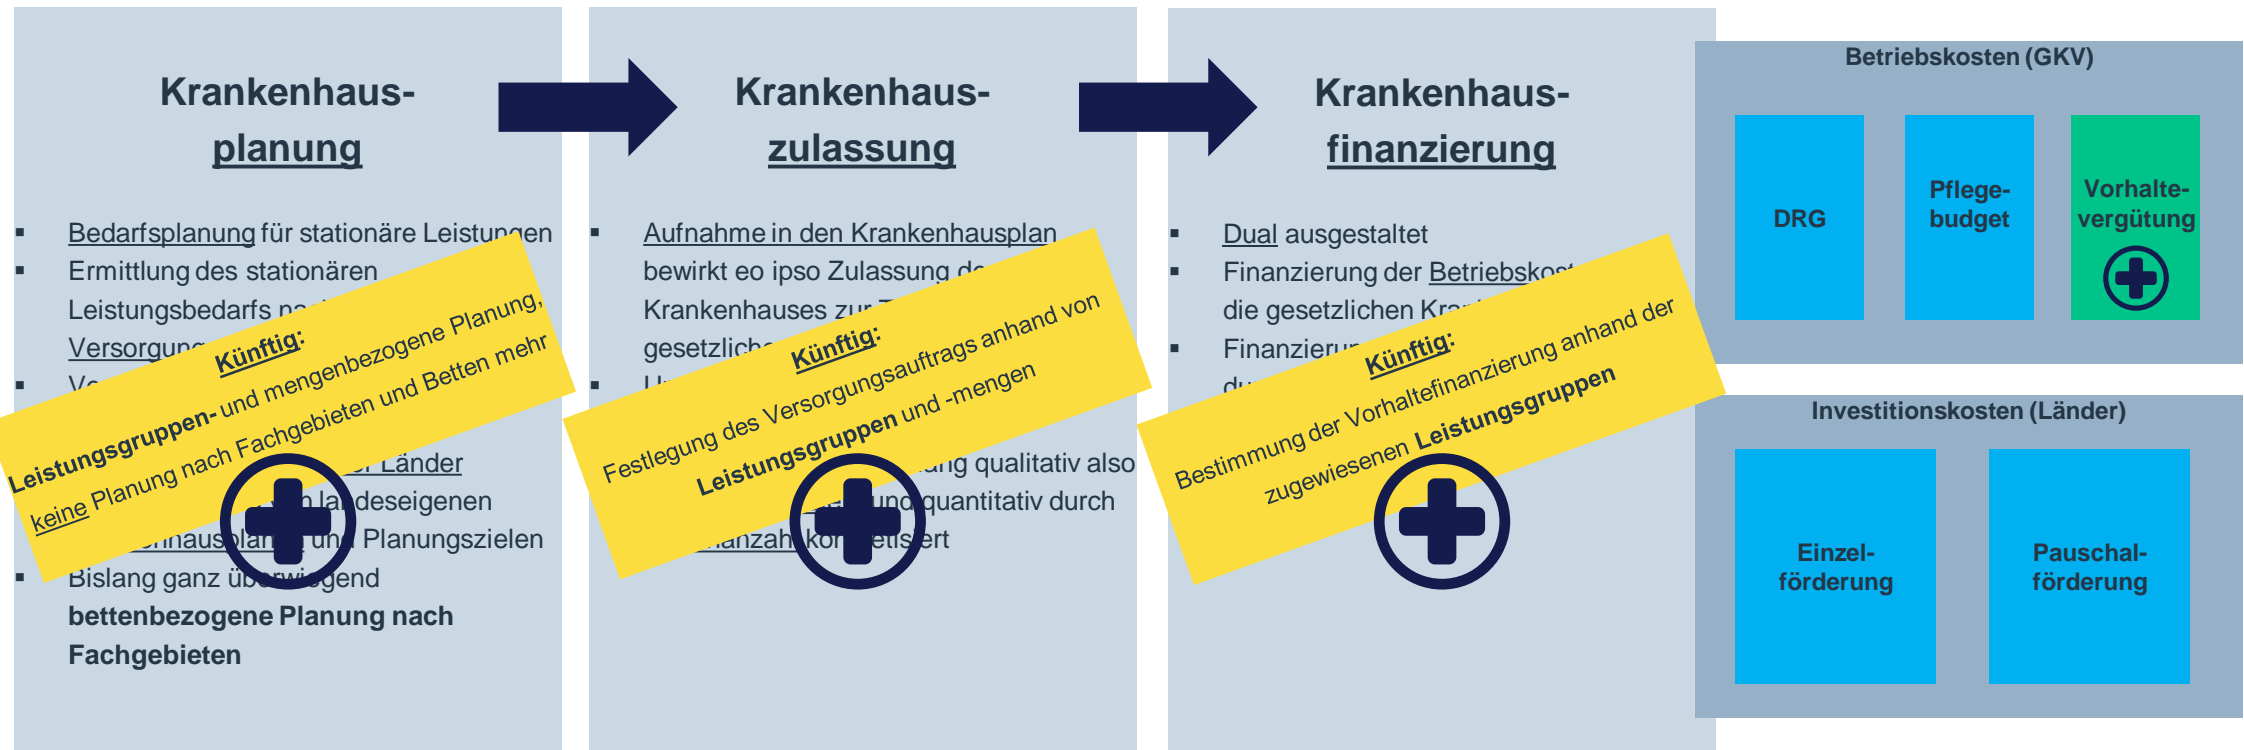 Krankenhaus-
planung
▪ Bedarfsplanung für stationäre Leistungen
▪ Ermittlung des stationären
Leistungsbedarfs
▪
Länder
landeseigenen
und Planungszielen
▪ Bislang ganz überwiegend
bettenbezogene Planung nach
Fachgebieten
Künftig:
Leistungsgruppen- und mengenbezogene Planung,
keine Planung nach Fachgebieten und Betten mehr
Krankenhaus-
zulassung
▪ Aufnahme in den Krankenhausplan
bewirkt eo ipso Zulassung
Krankenhauses
▪
qualitativ also
und quantitativ durch
Künftig:
Festlegung des Versorgungsauftrags anhand von
Leistungsgruppen und -mengen
Krankenhaus-
finanzierung
▪ Dual ausgestaltet
▪ Finanzierung der
die gesetzlichen
▪
Künftig:
Bestimmung der Vorhaltefinanzierung anhand der
zugewiesenen Leistungsgruppen
Betriebskosten (GKV)
DRG
Pflege-
budget
Vorhalte-
vergütung
Investitionskosten (Länder)
Einzel-
förderung
Pauschal-
förderung